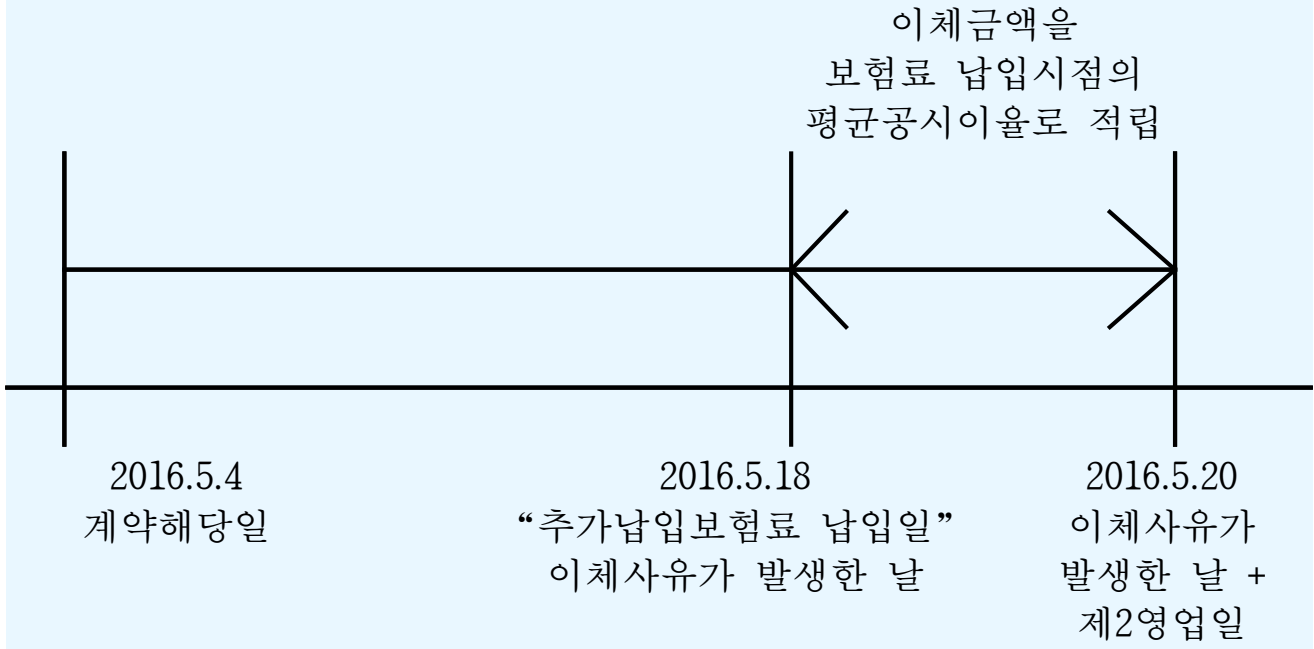 이체금액을
보험료 납입시점의
평균공시이율로 적립
2016.5.4
계약해당일
2016.5.18
“추가납입보험료 납입일”
이체사유가 발생한 날
2016.5.20
이체사유가
발생한 날 +
제2영업일